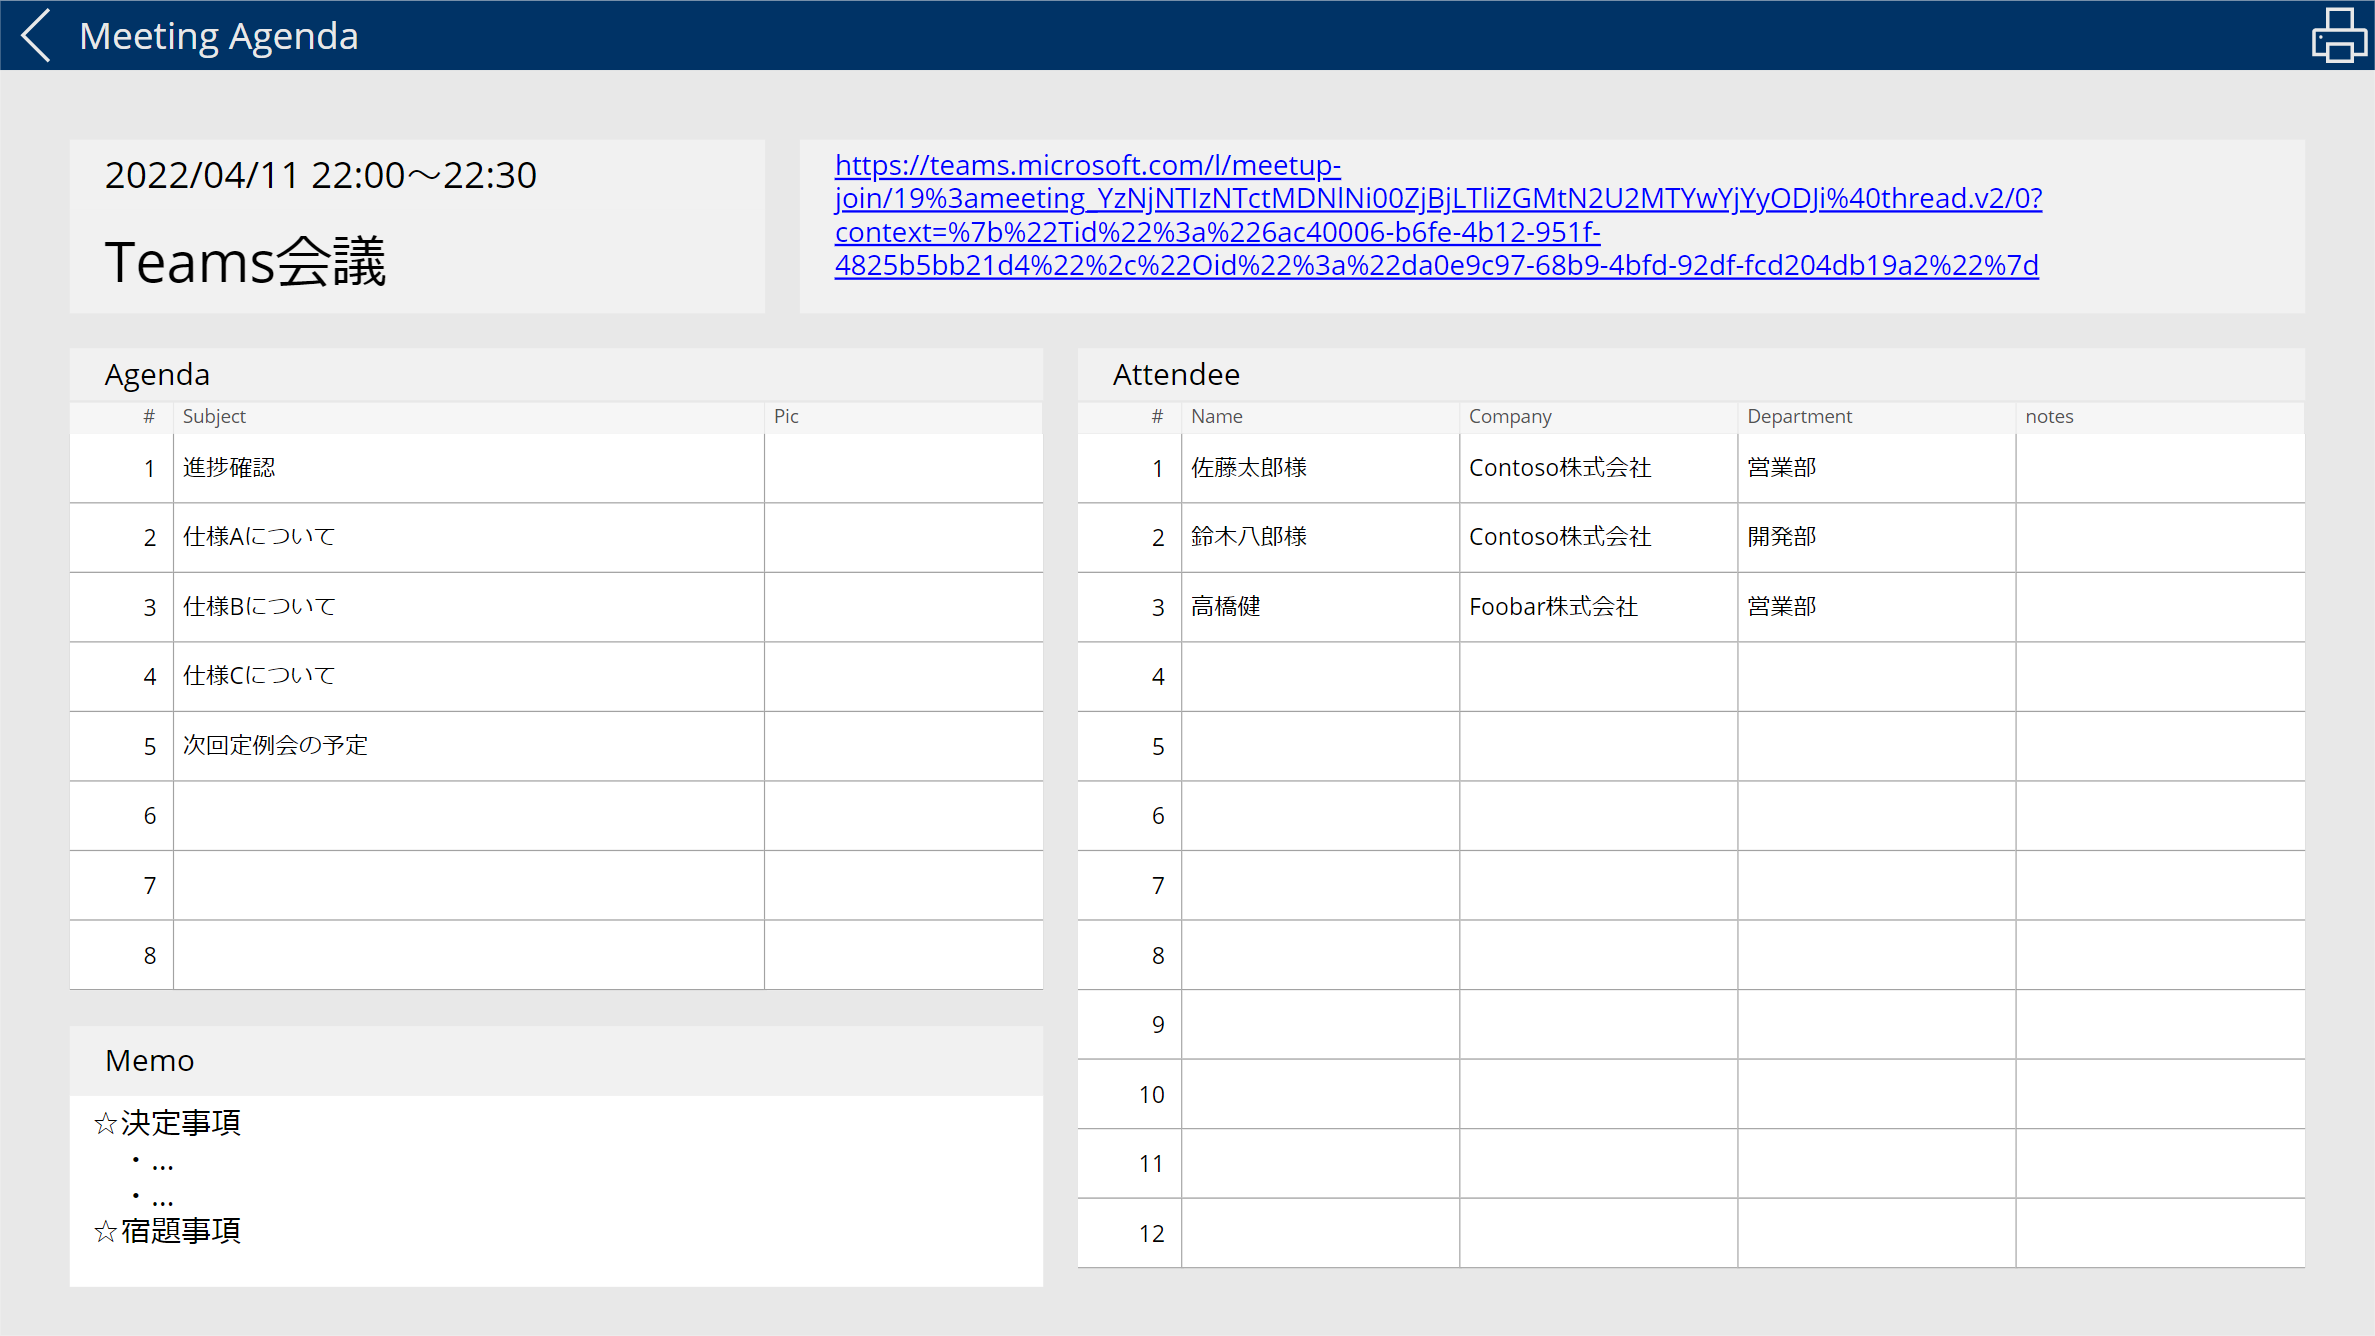 Meeting Agenda
2022/04/11 22:00～22:30
Teams会議
https://teams.microsoft.com/l/meetup-
join/19%3ameeting_YzNjNTIzNTctMDNlNi00ZjBjLTliZGMtN2U2MTYwYjYyODJi%40thread.v2/0?
context=%7b%22Tid%22%3a%226ac40006-b6fe-4b12-951f-
4825b5bb21d4%22%2c%22Oid%22%3a%22da0e9c97-68b9-4bfd-92df-fcd204db19a2%22%7d
Agenda
# Subject Pic
1 進捗確認
2 仕様Aについて
3 仕様Bについて
4 仕様Cについて
5 次回定例会の予定
6
7
8
Memo
☆決定事項
・...
・...
☆宿題事項
Attendee
# Name Company Department notes
1 佐藤太郎様 Contoso株式会社 営業部
2 鈴木八郎様 Contoso株式会社 開発部
3 高橋健 Foobar株式会社 営業部
4
5
6
7
8
9
10
11
12